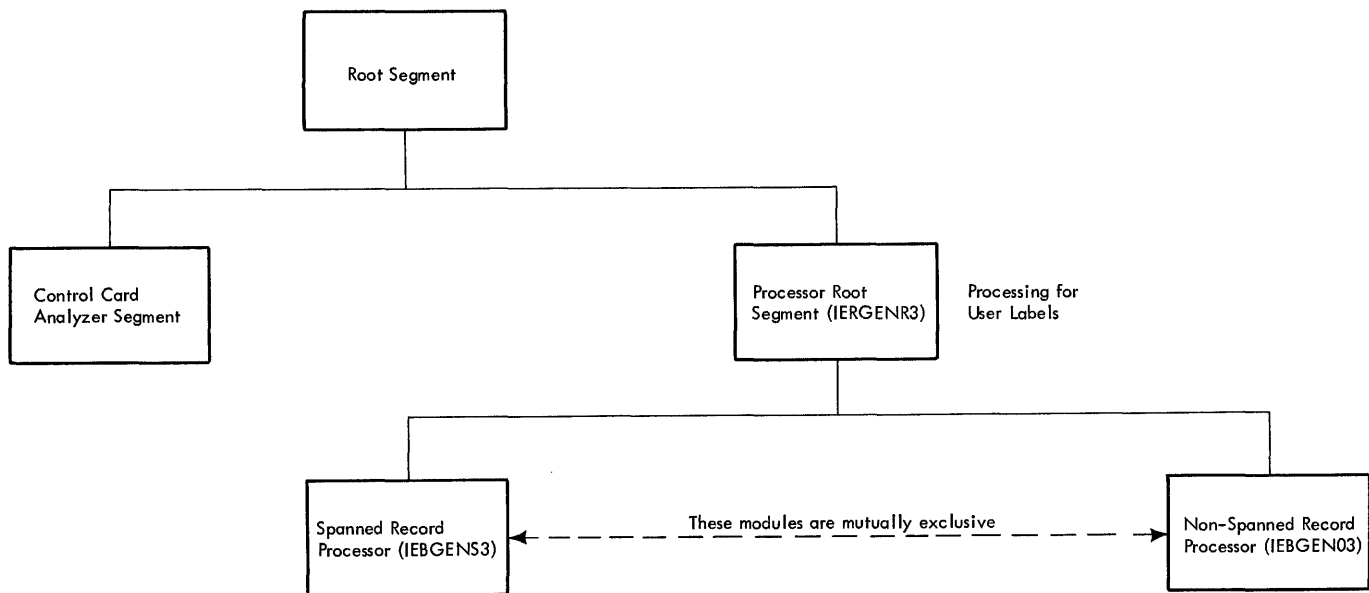 Root Segment
Control Card
Analyzer Segment
Processor Root
Segment (IERGENR3)
Processing for
User Labels
Spanned Record
Processor (IEBGENS3)
These modules are mutually exclusive
Non-Spanned Record
Processor (IEBGEN03)